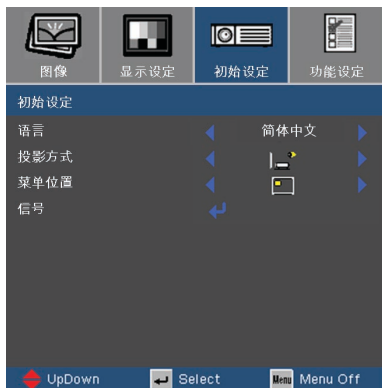 图像 显示设定 初始设定 功能设定
初始设定
语言 简体中文
投影方式
菜单位置
信号
UpDown Select Menu Menu Off